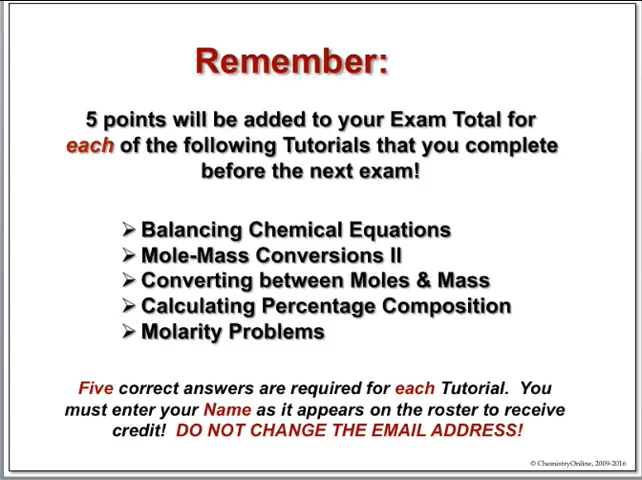 Remember:
5 points will be added to your Exam Total for
each of the following Tutorials that you complete
before the next exam!
➢ Balancing Chemical Equations
➢ Mole-Mass Conversions II
➢ Converting between Moles & Mass
➢ Calculating Percentage Composition
➢ Molarity Problems
Five correct answers are required for each Tutorial. You
must enter your Name as it appears on the roster to receive
credit! DO NOT CHANGE THE EMAIL ADDRESS!
© ChemistryOnline, 2009-2016